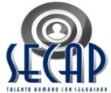 SECAP
TALENTO HUMANO CON SEGURIDAD